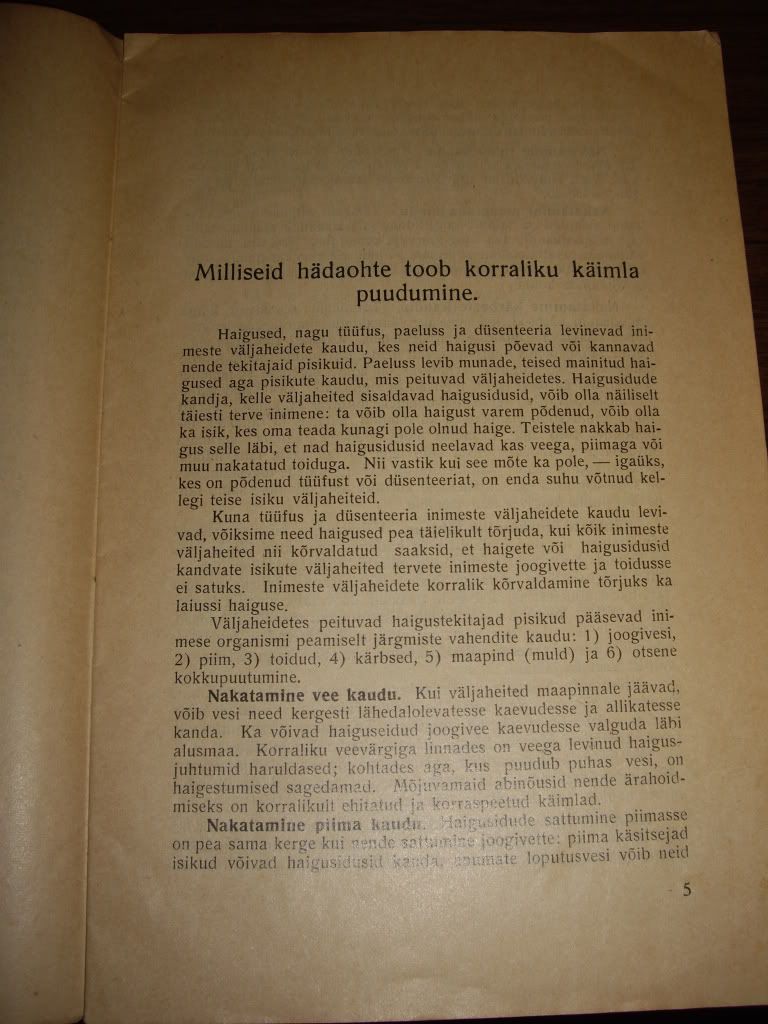 Milliseid hädaohte toob korraliku käimla
puudumine.
Haigused, nagu tüüfus, paeluss ja düsenteeria levinevad ini-
meste väljaheidete kaudu, kes neid haigusi põevad või kannavad
nende tekitajaid pisikuid. Paeluss levib munade, teised mainitud hai-
gused aga pisikute kaudu, mis peituvad väljaheidetes. Haigusidude
kandja, kelle väljaheited sisaldavad haigusidusid, võib olla näiliselt
täiesti terve inimene: ta võib olla haigust varem põdenud, võib olla
ka isik, kes oma teada kunagi pole olnud haige. Teistele nakkab hai-
gus selle läbi, et nad haigusidusid neelavad kas veega, piimaga või
muu nakatatud toiduga. Nii vastik kui see mõte ka pole, — igaüks,
kes on põdenud tüüfust või düsenteeriat, on enda suhu võtnud kel-
legi teise isiku väljaheiteid.
Kuna tüüfus ja düsenteeria inimeste väljaheidete kaudu levi-
vad, võiksime need haigused pea täielikult tõrjuda, kui kõik inimeste
väljaheited nii kõrvaldatud saaksid, et haigete või haigusidusid
kandvate isikute väljaheited tervete inimeste joogivette ja toidusse
ei satuks. Inimeste väljaheidete korralik kõrvaldamine tõrjuks ka
laiussi haiguse.
Väljaheidetes peituvad haigustekitajad pisikud pääsevad ini-
mese organismi peamiselt järgmiste vahendite kaudu: 1) joogivesi,
2) piim, 3) toidud, 4) kärbsed, 5) maapind (muld) ja 6) otsene
kokkupuutumine.
Nakatamine vee kaudu. Kui väljaheited maapinnale jäävad,
võib vesi need kergesti lähedalolevatesse kaevudesse ja allikatesse
kanda. Ka võivad haiguseidud joogivee kaevudesse valguda läbi
alusmaa. Korraliku veevärgiga linnades on veega levinud haigus-
juhtumid haruldased; kohtades aga, kus puudub puhas vesi, on
haigestumised sagedamad. Mõjuvamaid abinõusid nende ärahoid-
miseks on korralikult ehitatud ja korraspeetud käimlad.
Nakatamine piima kaudu. Haigusidude sattumine piimasse
on pea sama kerge kui nende sattumine joogivette: piima käsitsejad
isikud võivad haigusidusid kanda, anumate loputusvesi võib neid
5